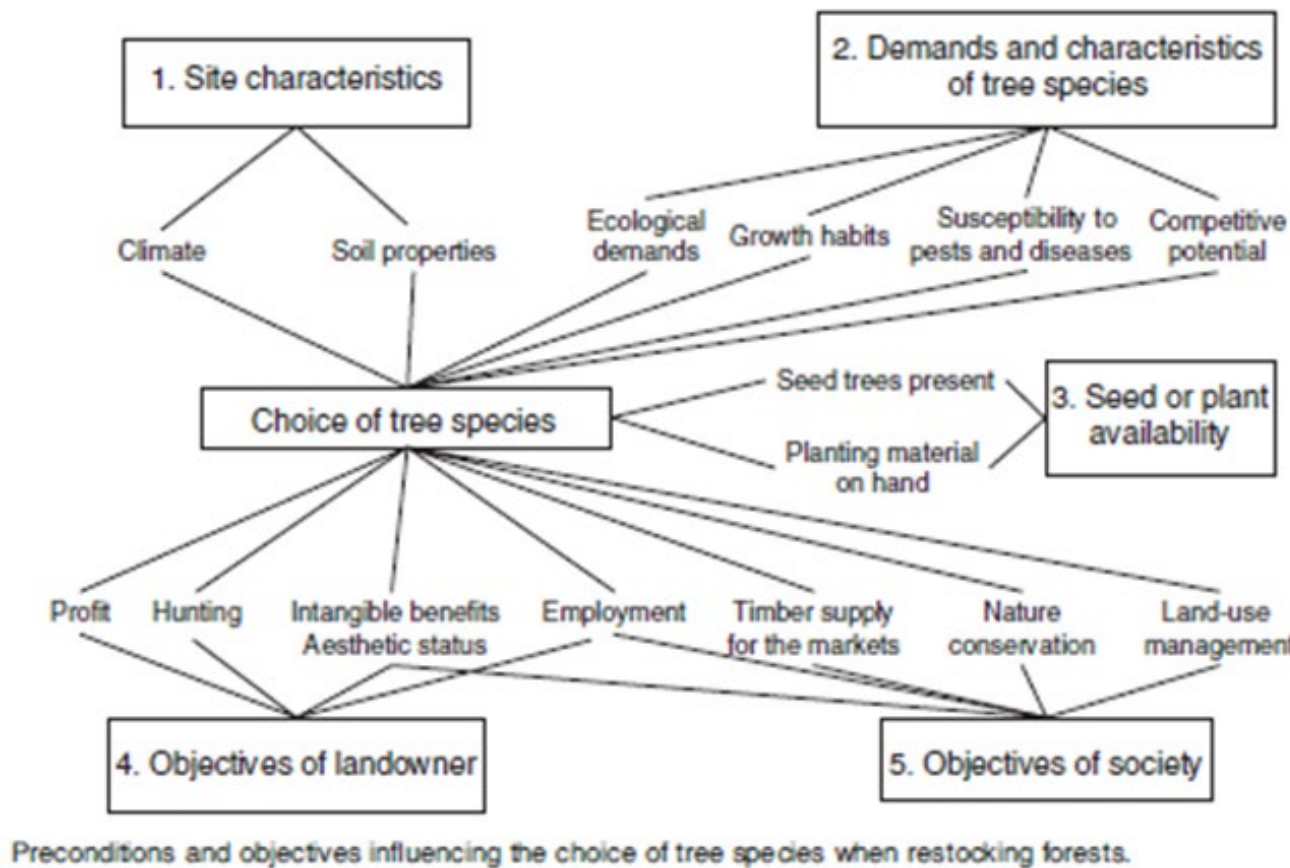 1. Site characteristics
2. Demands and characteristics
of tree species
Climate
Soil properties
Ecological
demands
Growth habits
Susceptibility to
pests and diseases
Competitive
potential
Choice of tree species
Seed trees present
Planting material
on hand
3. Seed or plant
availability
Profit
Hunting
Intangible benefits
Aesthetic status
Employment
Timber supply
for the markets
Nature
conservation
Land-use
management
4. Objectives of landowner
5. Objectives of society
Preconditions and objectives influencing the choice of tree species when restocking forests.